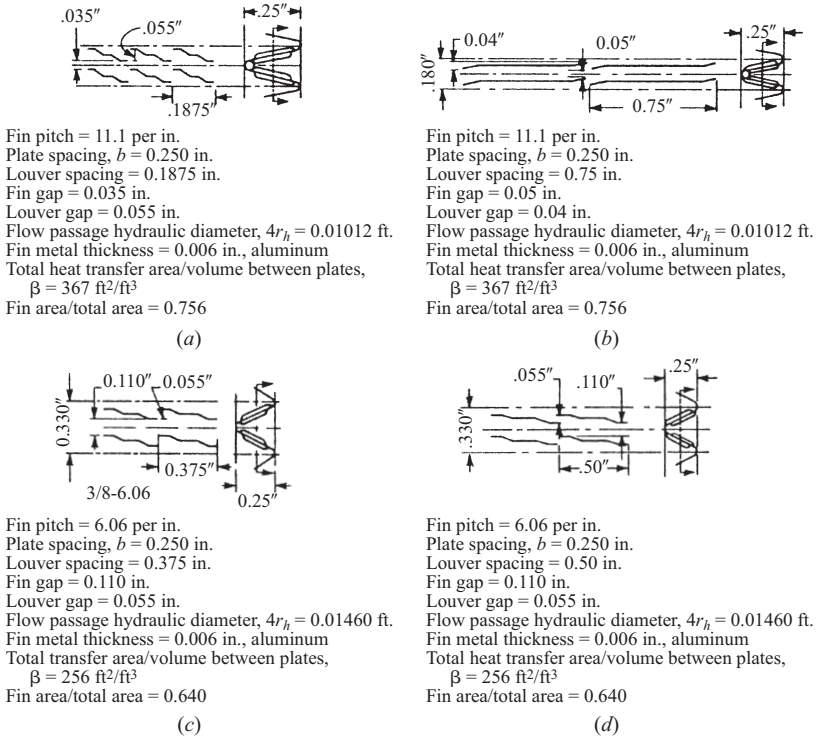 .035″
.055″
.25″
.1875″
Fin pitch = 11.1 per in.
Plate spacing, b = 0.250 in.
Louver spacing = 0.1875 in.
Fin gap = 0.035 in.
Louver gap = 0.055 in.
Flow passage hydraulic diameter, 4rₕ = 0.01012 ft.
Fin metal thickness = 0.006 in., aluminum
Total heat transfer area/volume between plates,
β = 367 ft²/ft³
Fin area/total area = 0.756
(a)
.180″
0.04″
0.05″
.25″
0.75″
Fin pitch = 11.1 per in.
Plate spacing, b = 0.250 in.
Louver spacing = 0.75 in.
Fin gap = 0.05 in.
Louver gap = 0.04 in.
Flow passage hydraulic diameter, 4rₕ = 0.01012 ft.
Fin metal thickness = 0.006 in., aluminum
Total heat transfer area/volume between plates,
β = 367 ft²/ft³
Fin area/total area = 0.756
(b)
0.330″
0.110″
0.055″
0.375″
3/8-6.06
0.25″
Fin pitch = 6.06 per in.
Plate spacing, b = 0.250 in.
Louver spacing = 0.375 in.
Fin gap = 0.110 in.
Louver gap = 0.055 in.
Flow passage hydraulic diameter, 4rₕ = 0.01460 ft.
Fin metal thickness = 0.006 in., aluminum
Total transfer area/volume between plates,
β = 256 ft²/ft³
Fin area/total area = 0.640
(c)
.330″
.055″
.110″
.25″
.50″
Fin pitch = 6.06 per in.
Plate spacing, b = 0.250 in.
Louver spacing = 0.50 in.
Fin gap = 0.110 in.
Louver gap = 0.055 in.
Flow passage hydraulic diameter, 4rₕ = 0.01460 ft.
Fin metal thickness = 0.006 in., aluminum
Total heat transfer area/volume between plates,
β = 256 ft²/ft³
Fin area/total area = 0.640
(d)